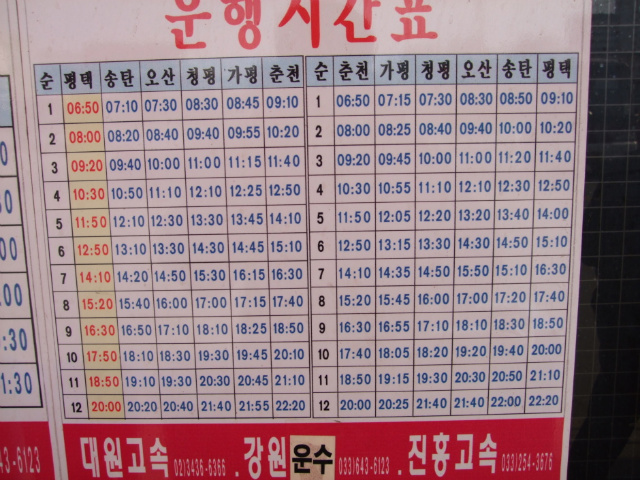 운행시간표
순 평택 송탄 오산 청평 가평 춘천 순 춘천 가평 청평 오산 송탄 평택
1 06:50 07:10 07:30 08:30 08:45 09:10 1 06:50 07:15 07:30 08:30 08:50 09:10
2 08:00 08:20 08:40 09:40 09:55 10:20 2 08:00 08:25 08:40 09:40 10:00 10:20
3 09:20 09:40 10:00 11:00 11:15 11:40 3 09:20 09:45 10:00 11:00 11:20 11:40
4 10:30 10:50 11:10 12:10 12:25 12:50 4 10:30 10:55 11:10 12:10 12:30 12:50
5 11:50 12:10 12:30 13:30 13:45 14:10 5 11:50 12:05 12:20 13:20 13:40 14:00
6 12:50 13:10 13:30 14:30 14:45 15:10 6 12:50 13:15 13:30 14:30 14:50 15:10
7 14:10 14:20 14:50 15:30 16:15 16:30 7 14:10 14:35 14:50 15:50 15:10 16:30
8 15:20 15:40 16:00 17:00 17:15 17:40 8 15:20 15:45 16:00 17:00 17:20 17:40
9 16:30 16:50 17:10 18:10 18:25 18:50 9 16:30 16:55 17:10 18:10 18:30 18:50
10 17:50 18:10 18:30 19:30 19:45 20:10 10 17:40 18:05 18:20 19:20 19:40 20:00
11 18:50 19:10 19:30 20:30 20:45 21:10 11 18:50 19:15 19:30 20:30 20:50 21:10
12 20:00 20:20 20:40 21:40 21:55 22:20 12 20:00 20:25 21:40 21:40 22:00 22:20
대원고속 02)3436-6366 .강원운수 033)643-6123 .진흥고속 033)254-3676